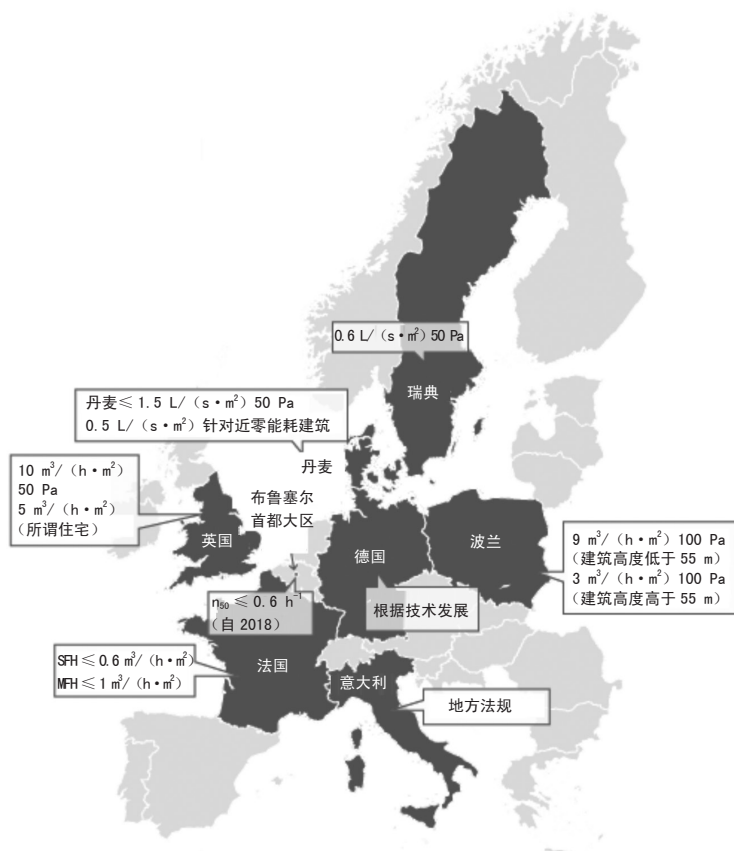 0.6 L/（s·m²）50 Pa
瑞典
丹麦≤1.5 L/（s·m²）50 Pa
0.5 L/（s·m²）针对近零能耗建筑
丹麦
10 m³/（h·m²）
50 Pa
5 m³/（h·m²）
（所谓住宅）
英国
布鲁塞尔
首都大区
德国
波兰
9 m³/（h·m²）100 Pa
（建筑高度低于 55 m）
3 m³/（h·m²）100 Pa
（建筑高度高于 55 m）
n₅₀≤0.6 h⁻¹
（自 2018）
根据技术发展
SFH≤0.6 m³/（h·m²）
MFH≤1 m³/（h·m²）
法国
意大利
地方法规